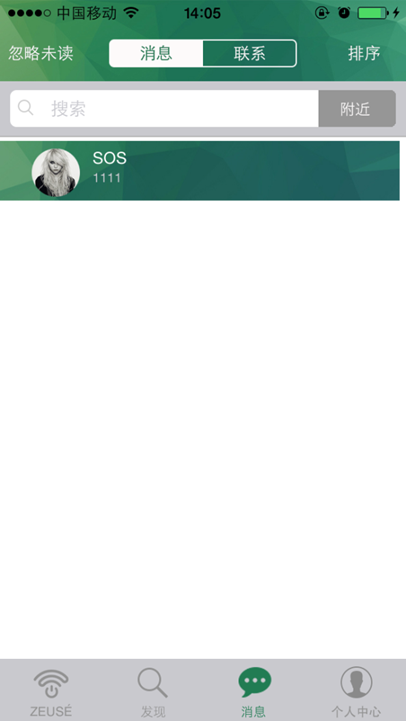 中国移动 14:05
忽略未读 消息 联系 排序
搜索 附近
SOS
1111
ZEUSÉ 发现 消息 个人中心